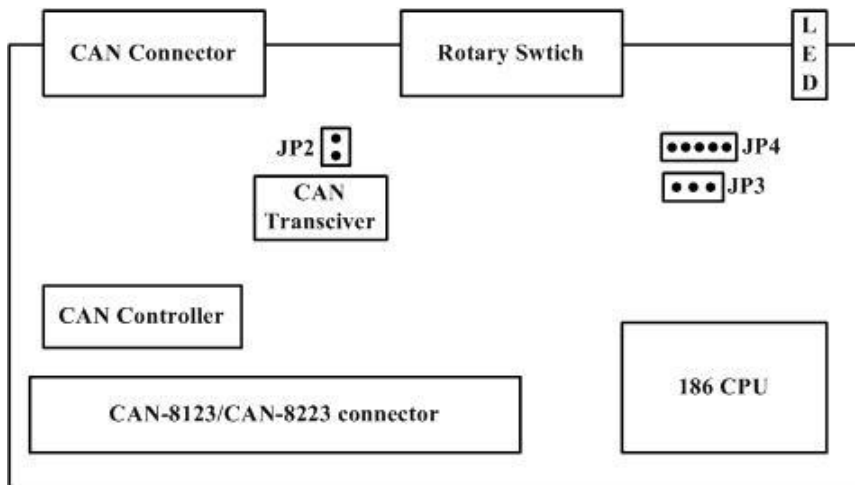 CAN Connector
Rotary Swtich
L
E
D
JP2
JP4
JP3
CAN
Transciver
CAN Controller
186 CPU
CAN-8123/CAN-8223 connector